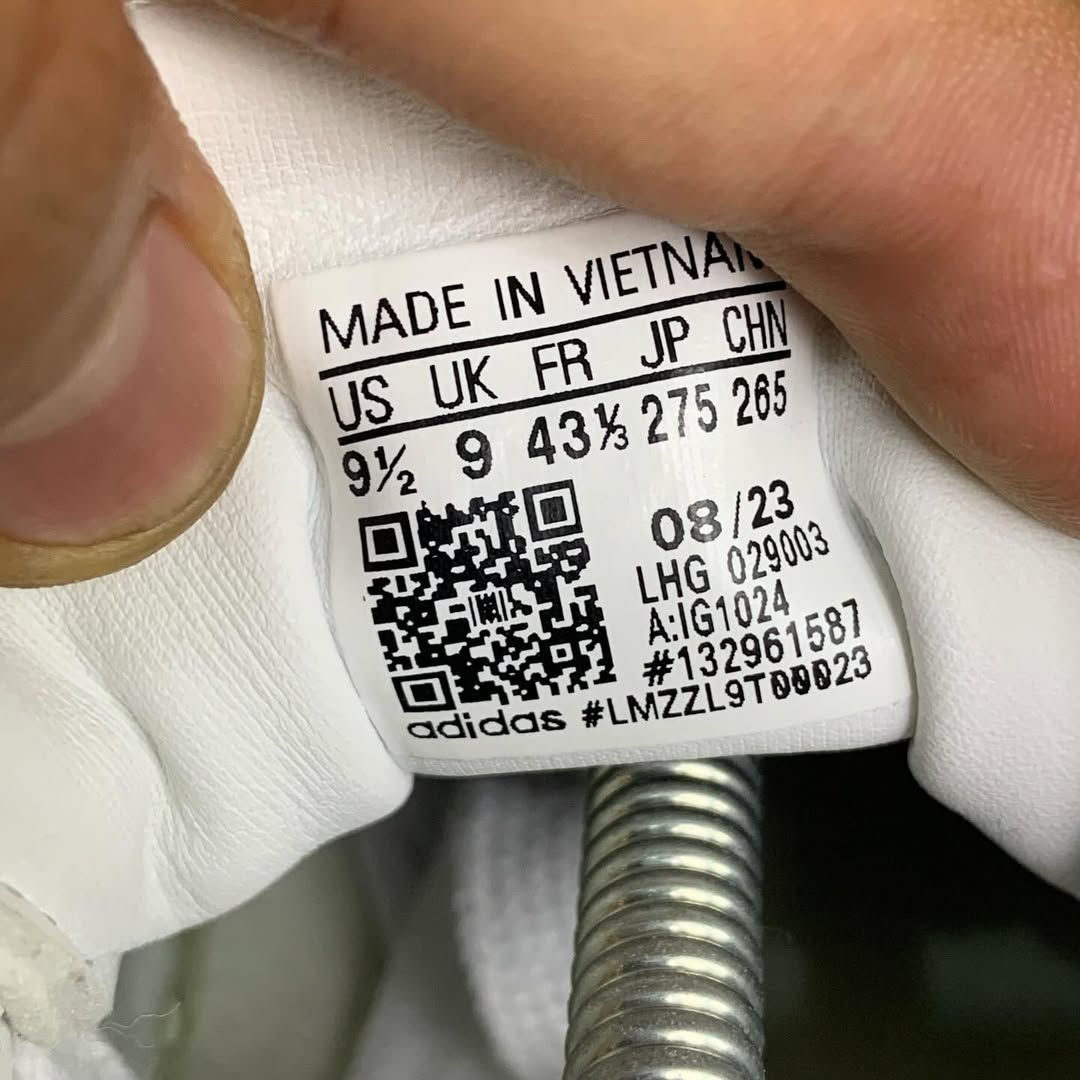 MADE IN VIETNAM
US UK FR JP CHN
9½ 9 43⅓ 275 265
08/23
LHG 029003
A:IG1024
#132961587
adidas #LMZZL9T00023